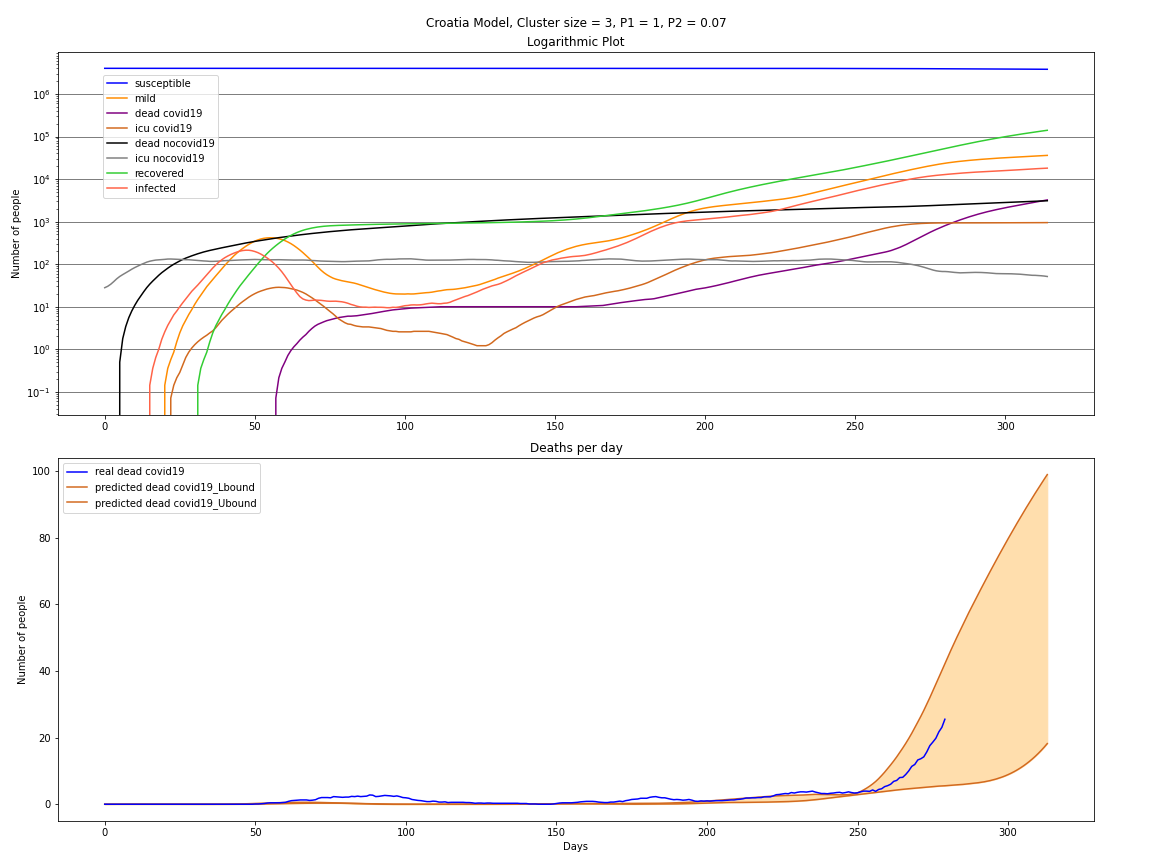 Croatia Model, Cluster size = 3, P1 = 1, P2 = 0.07
Logarithmic Plot
susceptible
mild
dead covid19
icu covid19
dead nocovid19
icu nocovid19
recovered
infected
Number of people
10⁶
10⁵
10⁴
10³
10²
10¹
10⁰
10⁻¹
0 50 100 150 200 250 300
Deaths per day
real dead covid19
predicted dead covid19_Lbound
predicted dead covid19_Ubound
Number of people
100
80
60
40
20
0
0 50 100 150 200 250 300
Days